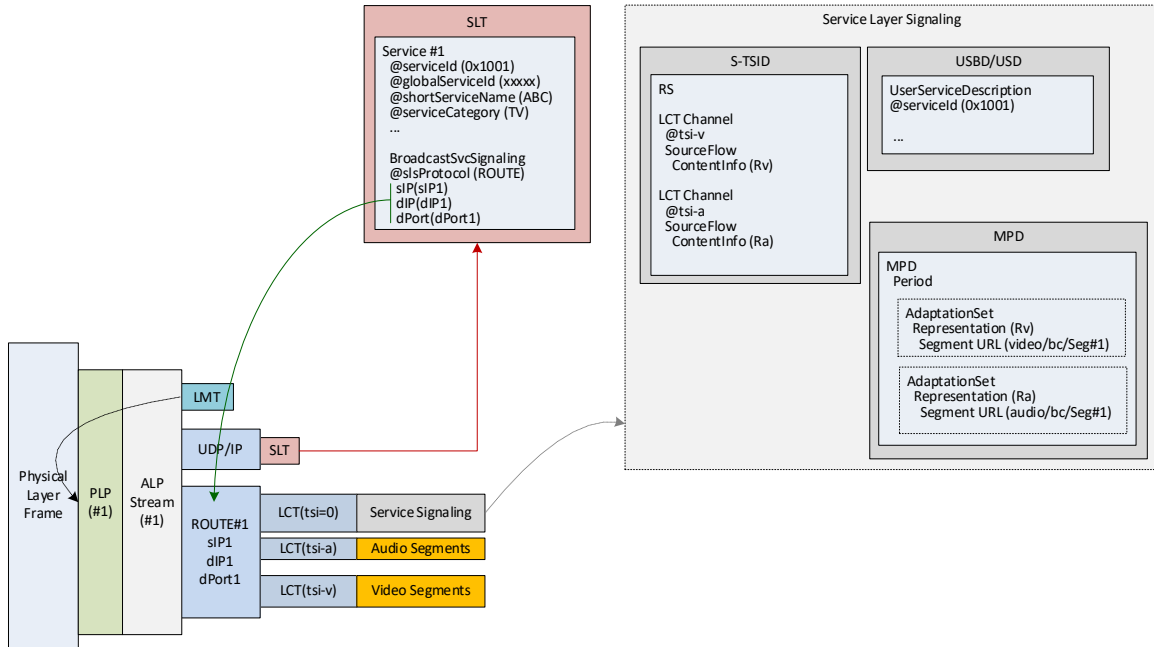 SLT
Service #1
@serviceId (0x1001)
@globalServiceId (xxxxx)
@shortServiceName (ABC)
@serviceCategory (TV)
...
BroadcastSvcSignaling
@slsProtocol (ROUTE)
sIP(sIP1)
dIP(dIP1)
dPort(dPort1)
Service Layer Signaling
S-TSID
RS
LCT Channel
@tsi-v
SourceFlow
ContentInfo (Rv)
LCT Channel
@tsi-a
SourceFlow
ContentInfo (Ra)
USBD/USD
UserServiceDescription
@serviceId (0x1001)
...
MPD
MPD
Period
AdaptationSet
Representation (Rv)
Segment URL (video/bc/Seg#1)
AdaptationSet
Representation (Ra)
Segment URL (audio/bc/Seg#1)
Physical
Layer
Frame
PLP
(#1)
ALP
Stream
(#1)
LMT
UDP/IP
SLT
ROUTE#1
sIP1
dIP1
dPort1
LCT(tsi=0)
Service Signaling
LCT(tsi-a)
Audio Segments
LCT(tsi-v)
Video Segments